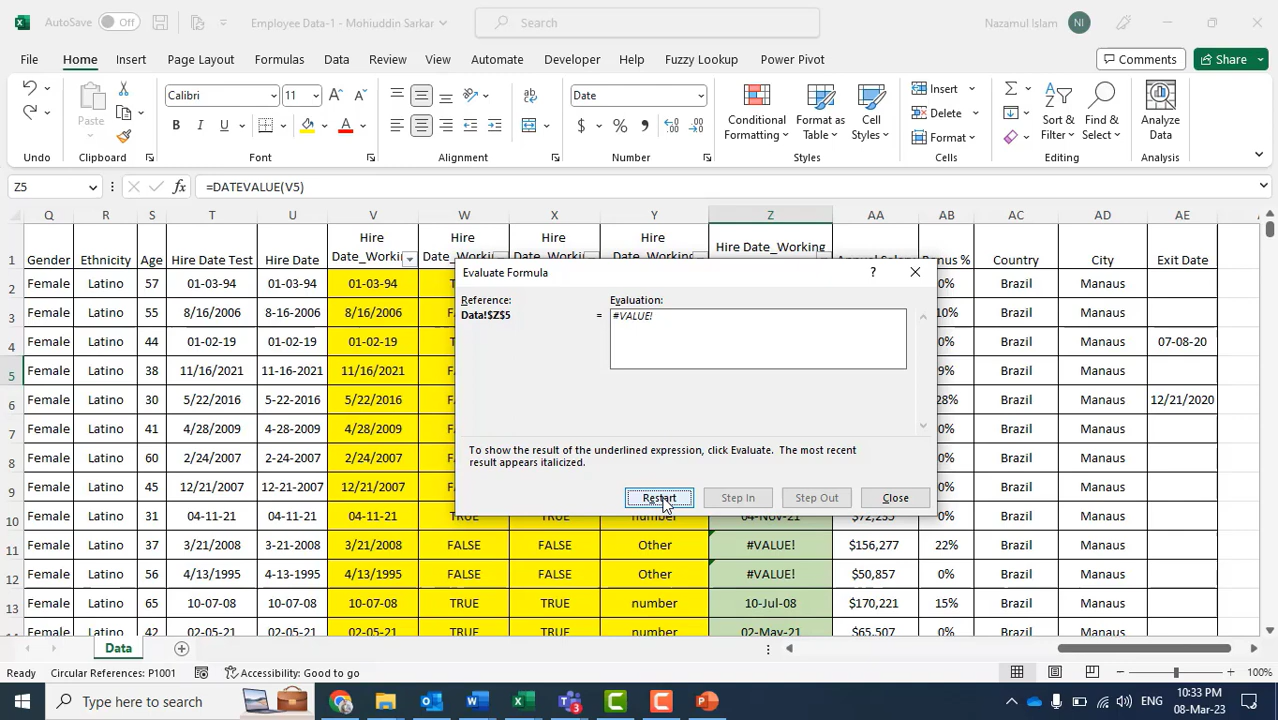 AutoSave Off Employee Data-1 - Mohiuddin Sarkar Search Nazamul Islam NI
File Home Insert Page Layout Formulas Data Review View Automate Developer Help Fuzzy Lookup Power Pivot Comments Share
Calibri 11 Date Insert
Paste B I U $ % Conditional Formatting Format as Table Cell Styles Delete Sort & Filter Find & Select Analyze Data
Format
Undo Clipboard Font Alignment Number Styles Cells Editing Analysis
Z5 =DATEVALUE(V5)
Q R S T U V W X Y Z AA AB AC AD AE
1 Gender Ethnicity Age Hire Date Test Hire Date Hire Hire Hire Hire Hire Date_Working Country City Exit Date
2 Female Latino 57 01-03-94 01-03-94 01-03-94 Brazil Manaus
3 Female Latino 55 8/16/2006 8-16-2006 8/16/2006 Brazil Manaus
4 Female Latino 44 01-02-19 01-02-19 01-02-19 Brazil Manaus 07-08-20
5 Female Latino 38 11/16/2021 11-16-2021 11/16/2021 Brazil Manaus
6 Female Latino 30 5/22/2016 5-22-2016 5/22/2016 Brazil Manaus 12/21/2020
7 Female Latino 41 4/28/2009 4-28-2009 4/28/2009 Brazil Manaus
8 Female Latino 60 2/24/2007 2-24-2007 2/24/2007 Brazil Manaus
9 Female Latino 45 12/21/2007 12-21-2007 12/21/2007 Brazil Manaus
10 Female Latino 31 04-11-21 04-11-21 04-11-21 TRUE TRUE number 04-Nov-21 $72,235 Brazil Manaus
11 Female Latino 37 3/21/2008 3-21-2008 3/21/2008 FALSE FALSE Other #VALUE! $156,277 22% Brazil Manaus
12 Female Latino 56 4/13/1995 4-13-1995 4/13/1995 FALSE FALSE Other #VALUE! $50,857 0% Brazil Manaus
13 Female Latino 65 10-07-08 10-07-08 10-07-08 TRUE TRUE number 10-Jul-08 $170,221 15% Brazil Manaus
Female Latino 42 02-05-21 02-05-21 02-05-21 TRUE TRUE number 02-May-21 $65,507 0% Brazil Manaus
Evaluate Formula ?
Reference: Evaluation:
Data!$Z$5 = #VALUE!
To show the result of the underlined expression, click Evaluate. The most recent
result appears italicized.
Restart Step In Step Out Close
Data
Ready Circular References: P1001 Accessibility: Good to go 100%
Type here to search ENG 10:33 PM
08-Mar-23